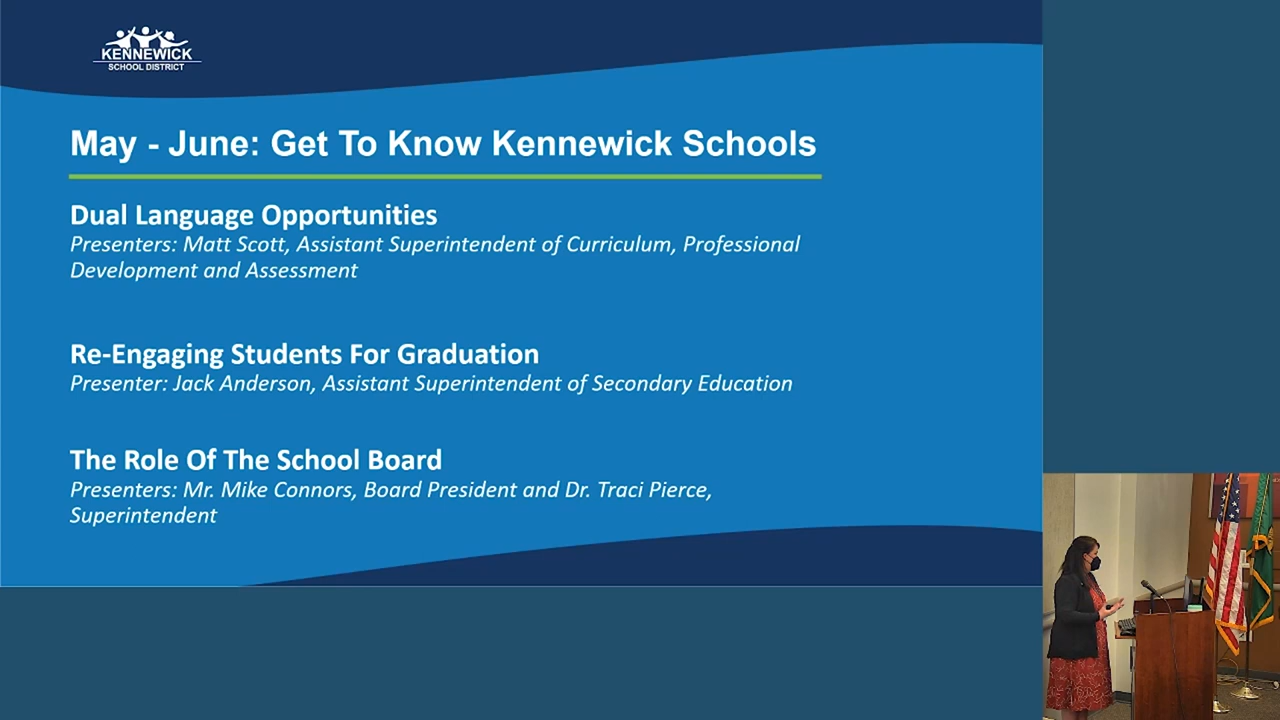 KENNEWICK
SCHOOL DISTRICT
May - June: Get To Know Kennewick Schools
Dual Language Opportunities
Presenters: Matt Scott, Assistant Superintendent of Curriculum, Professional
Development and Assessment
Re-Engaging Students For Graduation
Presenter: Jack Anderson, Assistant Superintendent of Secondary Education
The Role Of The School Board
Presenters: Mr. Mike Connors, Board President and Dr. Traci Pierce,
Superintendent